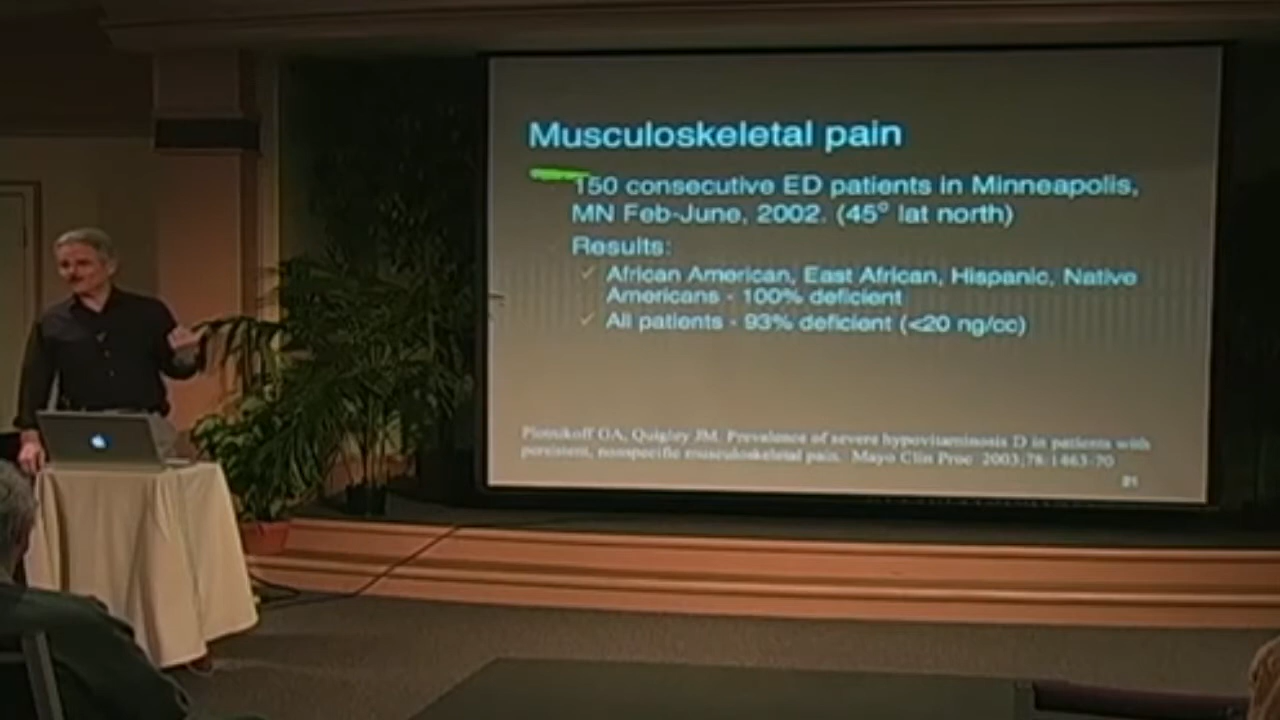 Musculoskeletal pain
150 consecutive ED patients in Minneapolis,
MN Feb-June, 2002. (45° lat north)
Results:
African American, East African, Hispanic, Native
Americans - 100% deficient
All patients - 93% deficient (<20 ng/cc)
Plotnikoff GA, Quigley JM. Prevalence of severe hypovitaminosis D in patients with
persistent, nonspecific musculoskeletal pain. Mayo Clin Proc 2003;78:1463-70